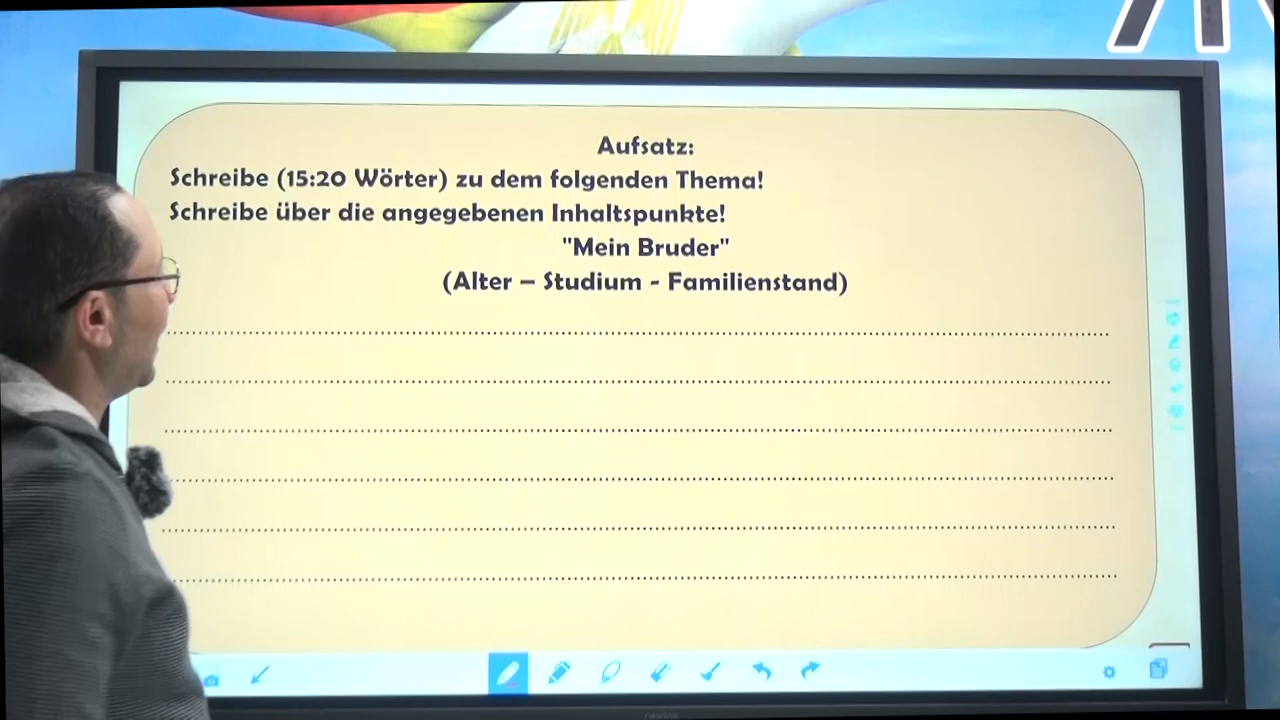 Aufsatz:
Schreibe (15:20 Wörter) zu dem folgenden Thema!
Schreibe über die angegebenen Inhaltspunkte!
"Mein Bruder"
(Alter – Studium - Familienstand)